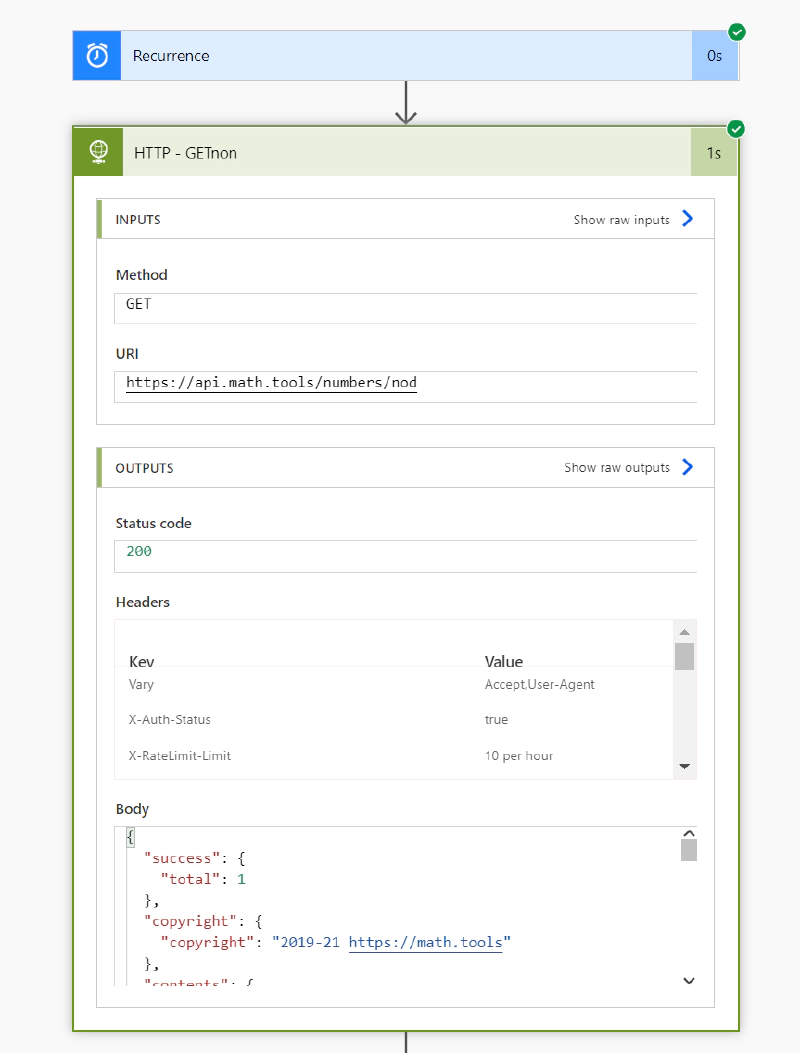 Recurrence 0s
HTTP - GETnon 1s
INPUTS Show raw inputs
Method
GET
URI
https://api.math.tools/numbers/nod
OUTPUTS Show raw outputs
Status code
200
Headers
Key Value
Vary Accept,User-Agent
X-Auth-Status true
X-RateLimit-Limit 10 per hour
Body
{
"success": {
"total": 1
},
"copyright": {
"copyright": "2019-21 https://math.tools"
},
"contents": {